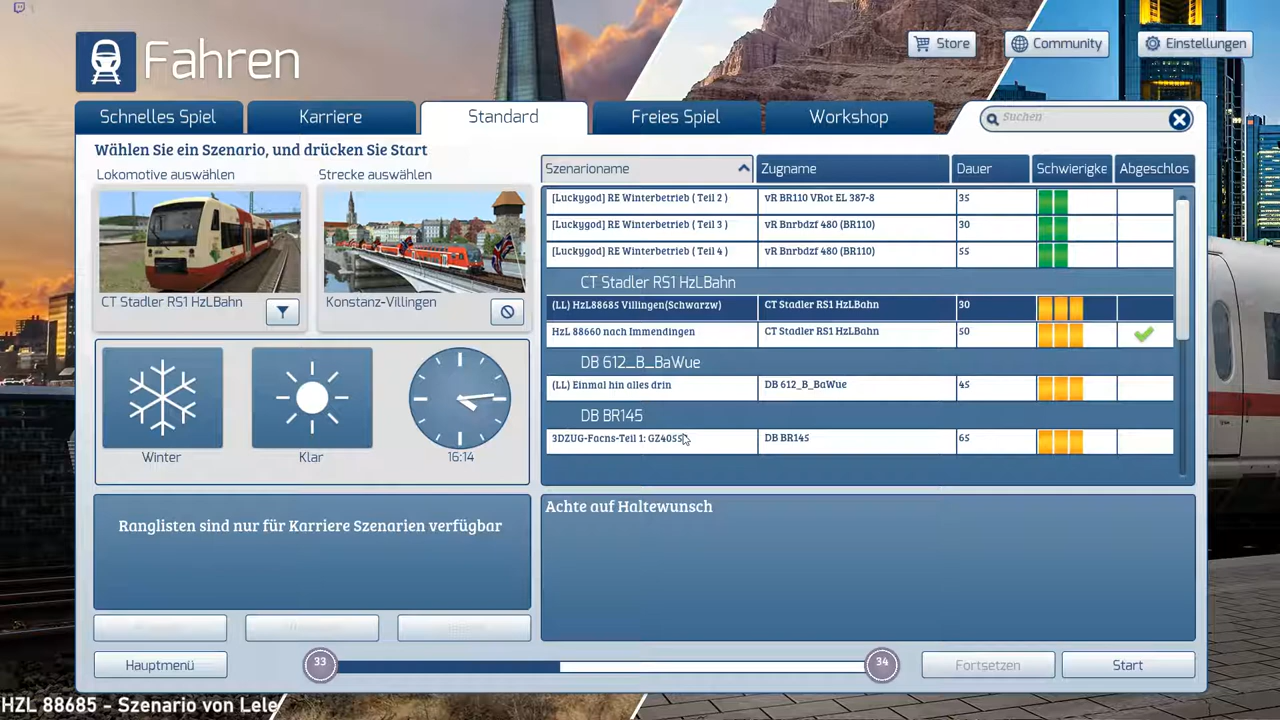 Fahren
Store
Community
Einstellungen
Schnelles Spiel
Karriere
Standard
Freies Spiel
Workshop
Suchen
Wählen Sie ein Szenario, und drücken Sie Start
Lokomotive auswählen
Strecke auswählen
CT Stadler RS1 HzLBahn
Konstanz-Villingen
Winter
Klar
16:14
Szenarioname
Zugname
Dauer
Schwierigke
Abgeschlos
[Luckygod] RE Winterbetrieb ( Teil 2 ) vR BR110 VRot EL 387-8 35
[Luckygod] RE Winterbetrieb ( Teil 3 ) vR Bnrbdzf 480 (BR110) 30
[Luckygod] RE Winterbetrieb ( Teil 4 ) vR Bnrbdzf 480 (BR110) 55
CT Stadler RS1 HzLBahn
(LL) HzL88685 Villingen(Schwarzw) CT Stadler RS1 HzLBahn 30
HzL 88660 nach Immendingen CT Stadler RS1 HzLBahn 50
DB 612_B_BaWue
(LL) Einmal hin alles drin DB 612_B_BaWue 45
DB BR145
3DZUG-Facns-Teil 1: GZ4055 DB BR145 65
Ranglisten sind nur für Karriere Szenarien verfügbar
Achte auf Haltewunsch
Hauptmenü
33
34
Fortsetzen
Start
HZL 88685 - Szenario von Lele